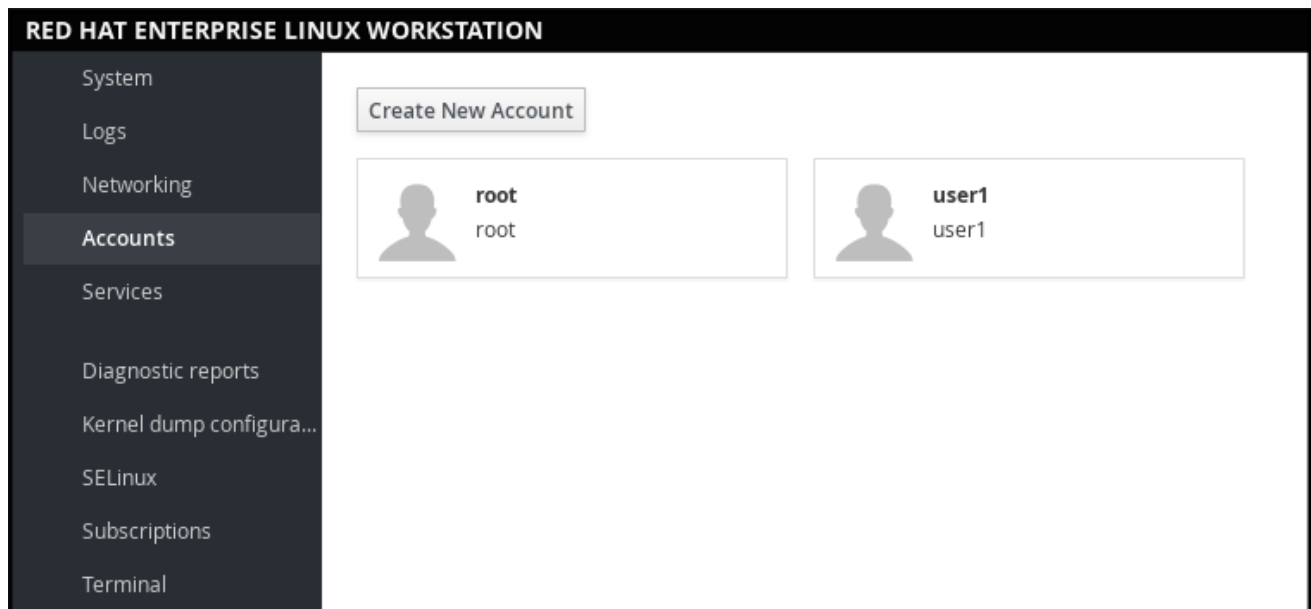 RED HAT ENTERPRISE LINUX WORKSTATION
System
Logs
Networking
Accounts
Services
Diagnostic reports
Kernel dump configura...
SELinux
Subscriptions
Terminal
Create New Account
root
root
user1
user1